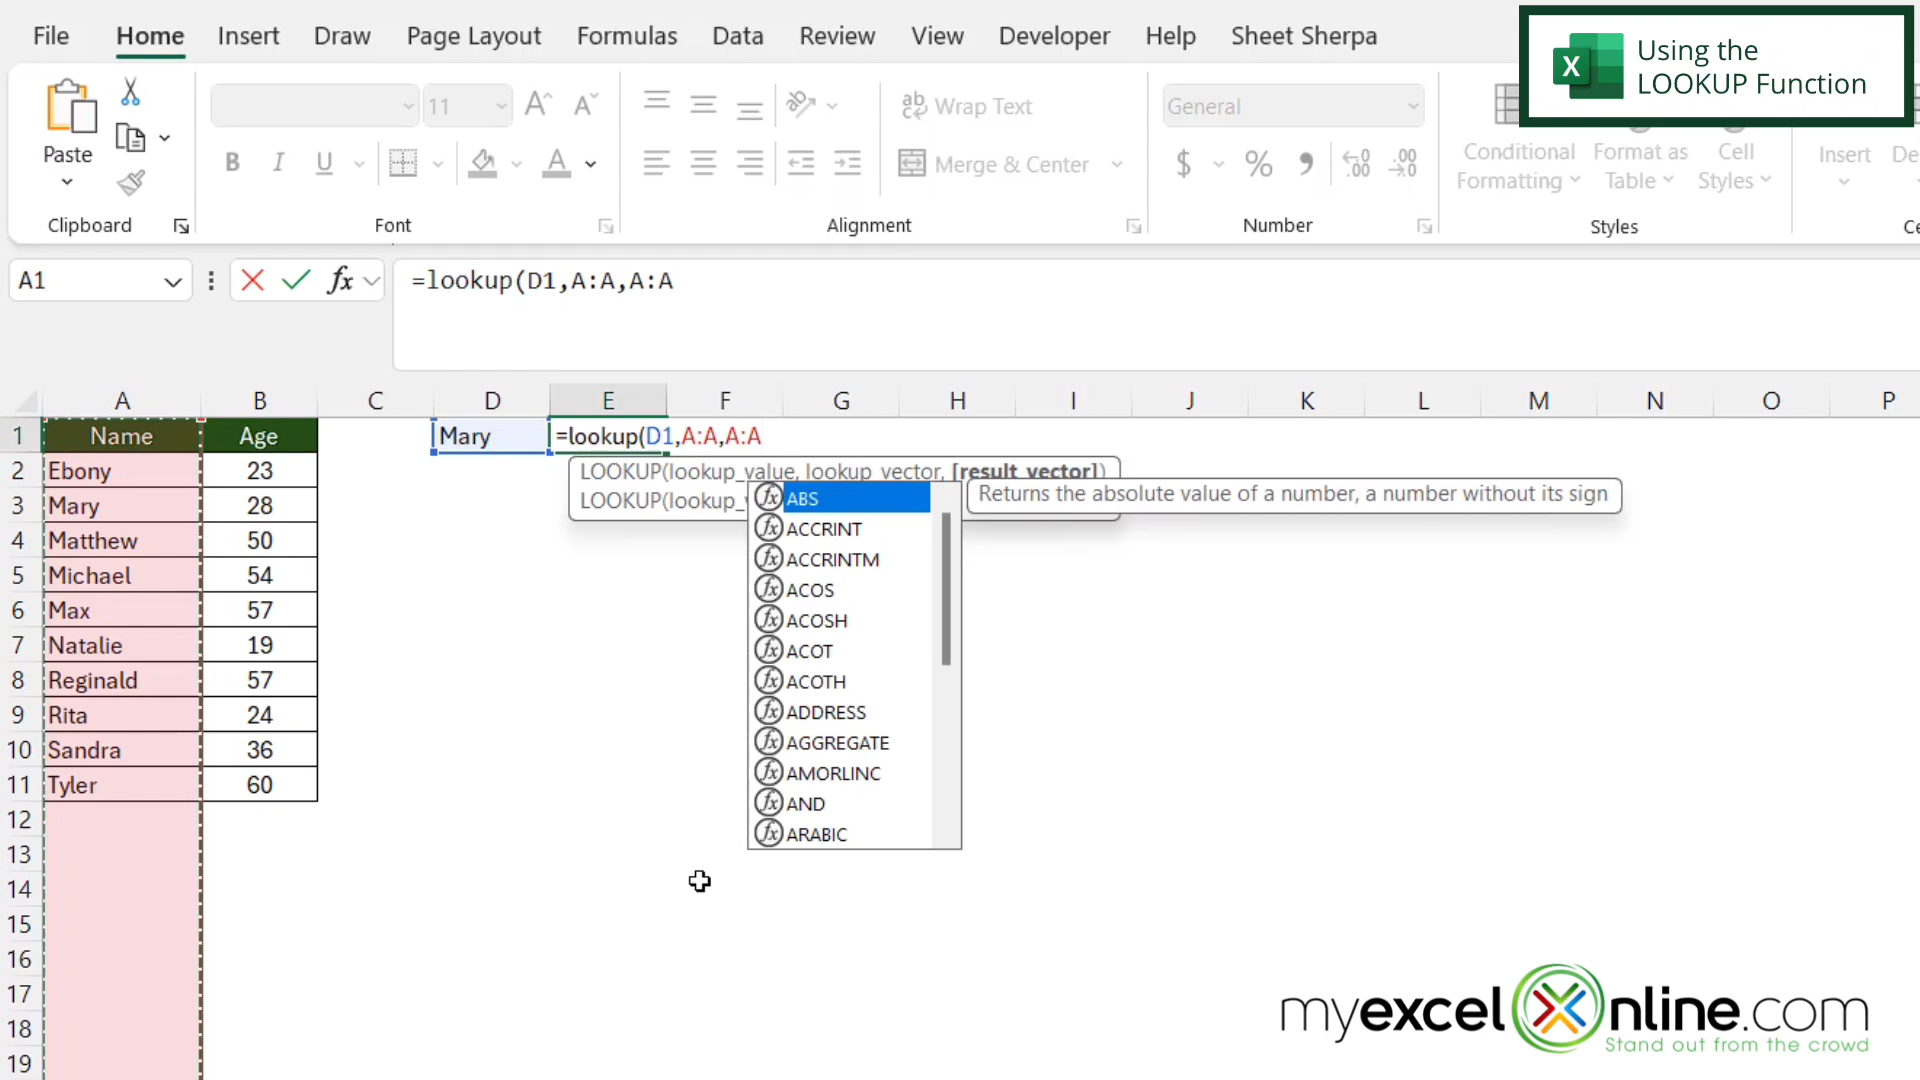 File Home Insert Draw Page Layout Formulas Data Review View Developer Help Sheet Sherpa
Using the
LOOKUP Function
Paste
11
Wrap Text
Merge & Center
General
Conditional
Formatting
Format as
Table
Cell
Styles
Insert
Clipboard Font Alignment Number Styles
A1 fx =lookup(D1,A:A,A:A
A B C D E F G H I J K L M N O P
1 Name Age Mary =lookup(D1,A:A,A:A
2 Ebony 23
3 Mary 28
4 Matthew 50
5 Michael 54
6 Max 57
7 Natalie 19
8 Reginald 57
9 Rita 24
10 Sandra 36
11 Tyler 60
12
13
14
15
16
17
18
19
LOOKUP(lookup_value, lookup_vector, [result_vector])
LOOKUP(lookup_v
ABS
ACCRINT
ACCRINTM
ACOS
ACOSH
ACOT
ACOTH
ADDRESS
AGGREGATE
AMORLINC
AND
ARABIC
Returns the absolute value of a number, a number without its sign
myexcelonline.com
Stand out from the crowd